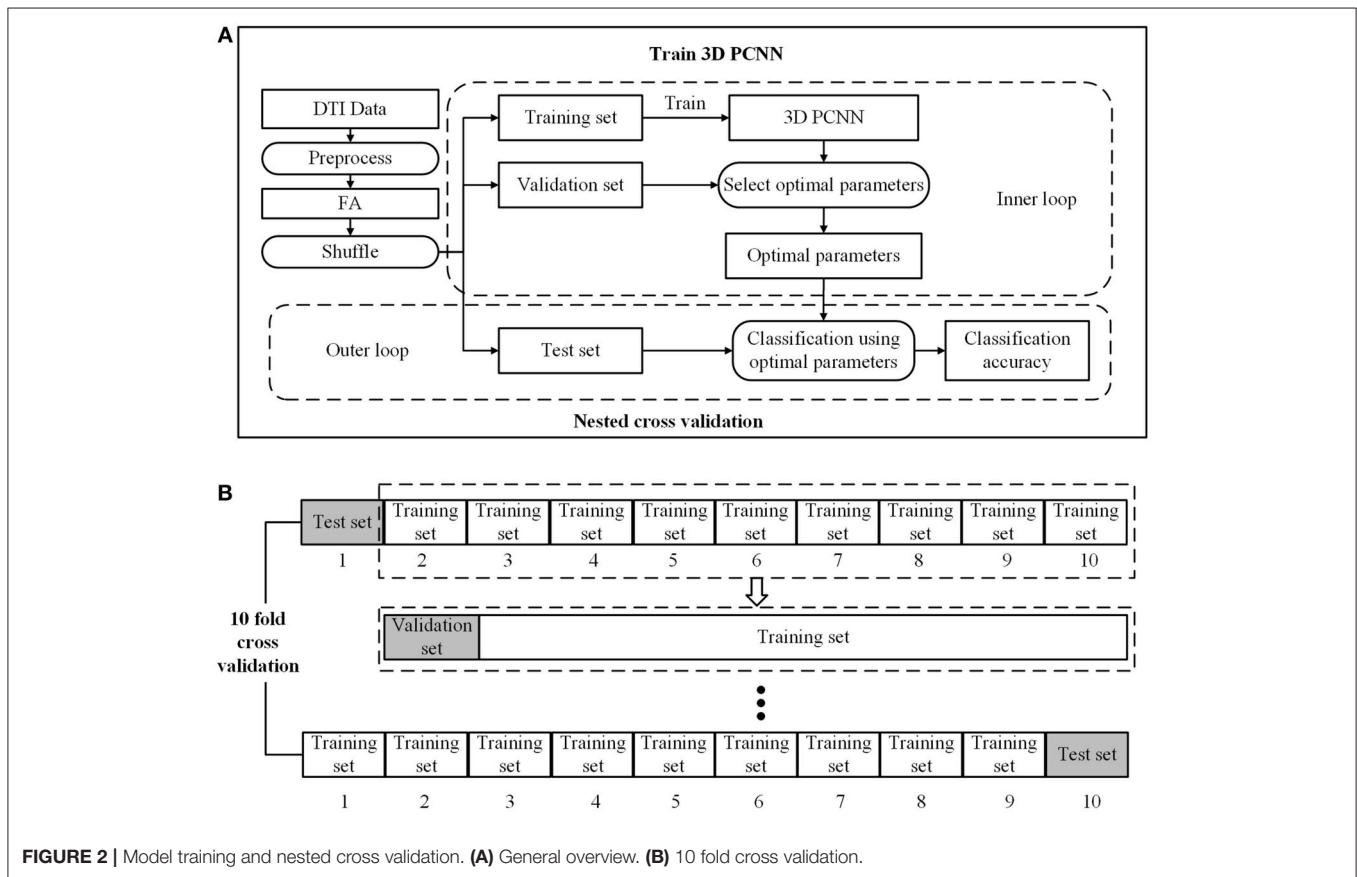 A
Train 3D PCNN
DTI Data
Preprocess
FA
Shuffle
Training set
Train
3D PCNN
Validation set
Select optimal parameters
Inner loop
Optimal parameters
Outer loop
Test set
Classification using
optimal parameters
Classification
accuracy
Nested cross validation
B
10 fold
cross
validation
Test set
Training
set
Training
set
Training
set
Training
set
Training
set
Training
set
Training
set
Training
set
Training
set
1 2 3 4 5 6 7 8 9 10
Validation
set
Training set
Training
set
Training
set
Training
set
Training
set
Training
set
Training
set
Training
set
Training
set
Training
set
Test set
1 2 3 4 5 6 7 8 9 10
FIGURE 2 | Model training and nested cross validation. (A) General overview. (B) 10 fold cross validation.